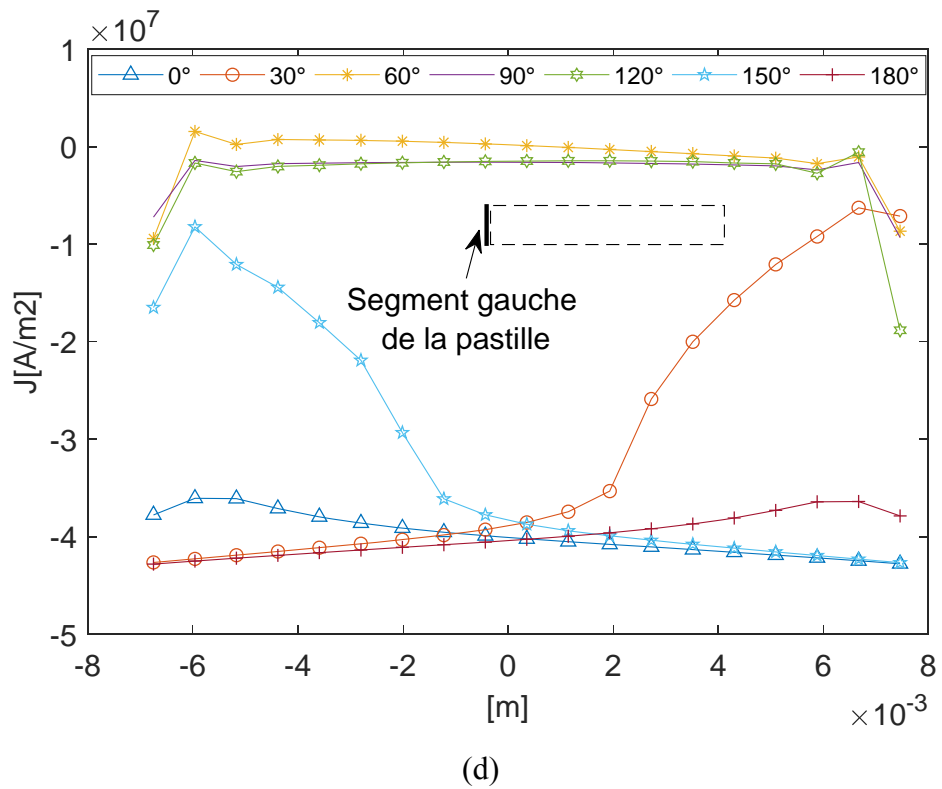 × 10^7
1
0° 30° 60° 90° 120° 150° 180°
0
-1
Segment gauche
de la pastille
-2
J[A/m2]
-3
-4
-5
-8 -6 -4 -2 0 2 4 6 8
[m]
× 10^-3
(d)